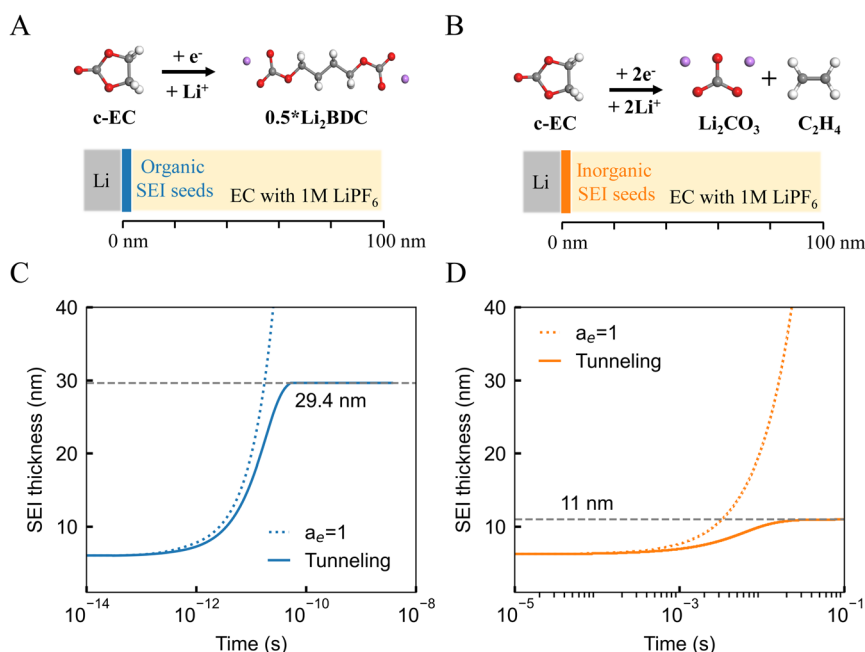 A
+ e-
+ Li+
c-EC
0.5*Li2BDC
Li
Organic
SEI seeds
EC with 1M LiPF6
0 nm
100 nm
B
+ 2e-
+ 2Li+
+
c-EC
Li2CO3
C2H4
Li
Inorganic
SEI seeds
EC with 1M LiPF6
0 nm
100 nm
C
SEI thickness (nm)
40
30
20
10
29.4 nm
ae=1
Tunneling
10−14
10−12
10−10
10−8
Time (s)
D
SEI thickness (nm)
40
30
20
10
ae=1
Tunneling
11 nm
10−5
10−3
10−1
Time (s)